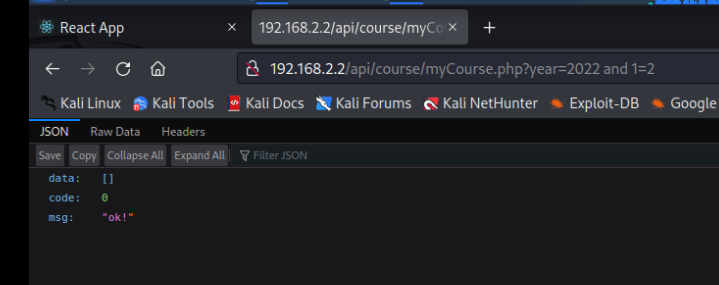 React App × 192.168.2.2/api/course/myCo × +
192.168.2.2/api/course/myCourse.php?year=2022 and 1=2
Kali Linux Kali Tools Kali Docs Kali Forums Kali NetHunter Exploit-DB Google
JSON Raw Data Headers
Save Copy Collapse All Expand All Filter JSON
data: []
code: 0
msg: "ok!"